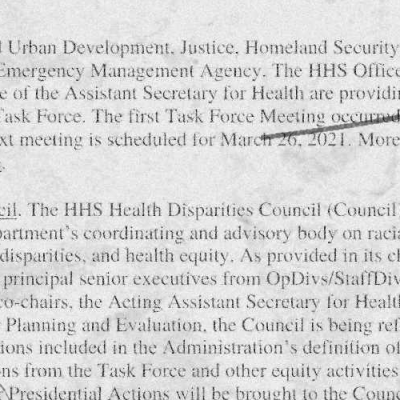 Urban Development, Justice, Homeland Security
Emergency Management Agency. The HHS Office
e of the Assistant Secretary for Health are providi
Task Force. The first Task Force Meeting occurred
xt meeting is scheduled for March 26, 2021. More
cil. The HHS Health Disparities Council (Council
artment's coordinating and advisory body on racia
disparities, and health equity. As provided in its ch
principal senior executives from OpDivs/StaffDiv
co-chairs, the Acting Assistant Secretary for Healt
Planning and Evaluation, the Council is being ref
ions included in the Administration's definition of
ns from the Task Force and other equity activities
Presidential Actions will be brought to the Counc